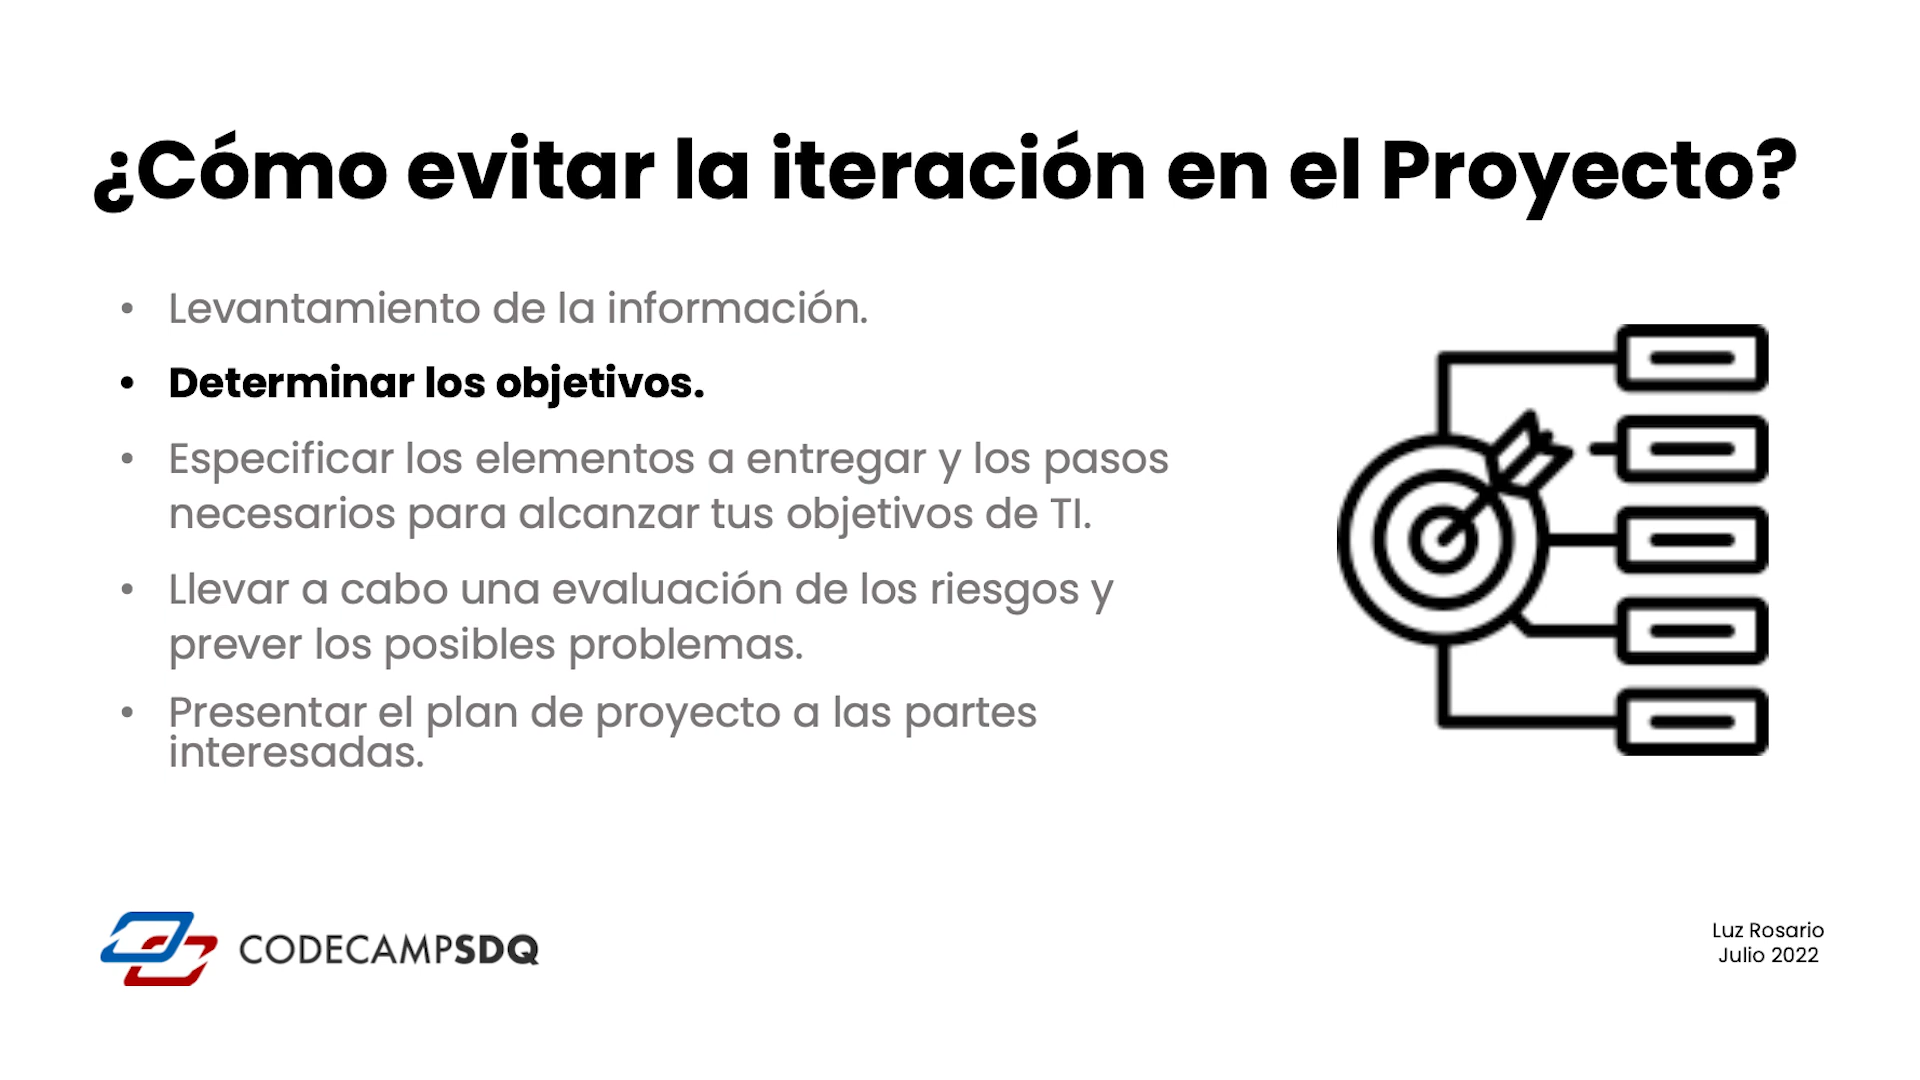 ¿Cómo evitar la iteración en el Proyecto?
• Levantamiento de la información.
• Determinar los objetivos.
• Especificar los elementos a entregar y los pasos
necesarios para alcanzar tus objetivos de TI.
• Llevar a cabo una evaluación de los riesgos y
prever los posibles problemas.
• Presentar el plan de proyecto a las partes
interesadas.
CODECAMPSDQ
Luz Rosario
Julio 2022